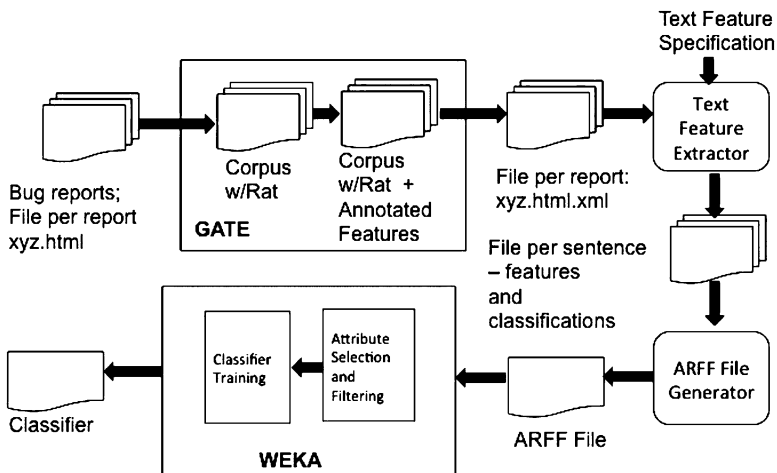 Text Feature
Specification
Text
Feature
Extractor
Bug reports;
File per report
xyz.html
Corpus
w/Rat
Corpus
w/Rat +
Annotated
Features
GATE
File per report:
xyz.html.xml
File per sentence
– features
and
classifications
ARFF File
Generator
ARFF File
Attribute
Selection
and
Filtering
Classifier
Training
WEKA
Classifier